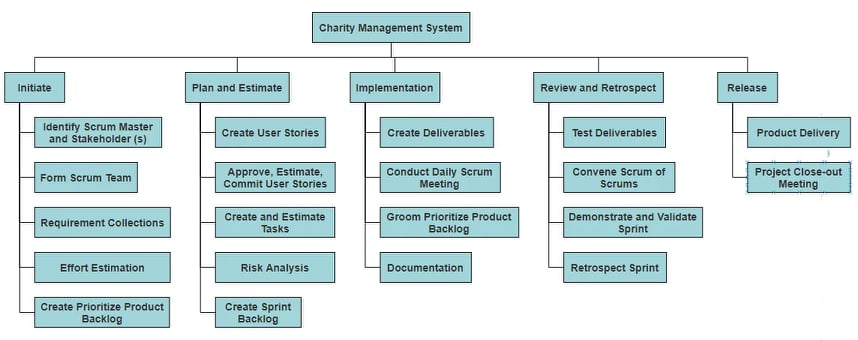 Charity Management System
Initiate
Plan and Estimate
Implementation
Review and Retrospect
Release
Identify Scrum Master
and Stakeholder (s)
Form Scrum Team
Requirement Collections
Effort Estimation
Create Prioritize Product
Backlog
Create User Stories
Approve, Estimate,
Commit User Stories
Create and Estimate
Tasks
Risk Analysis
Create Sprint
Backlog
Create Deliverables
Conduct Daily Scrum
Meeting
Groom Prioritize Product
Backlog
Documentation
Test Deliverables
Convene Scrum of
Scrums
Demonstrate and Validate
Sprint
Retrospect Sprint
Product Delivery
Project Close-out
Meeting